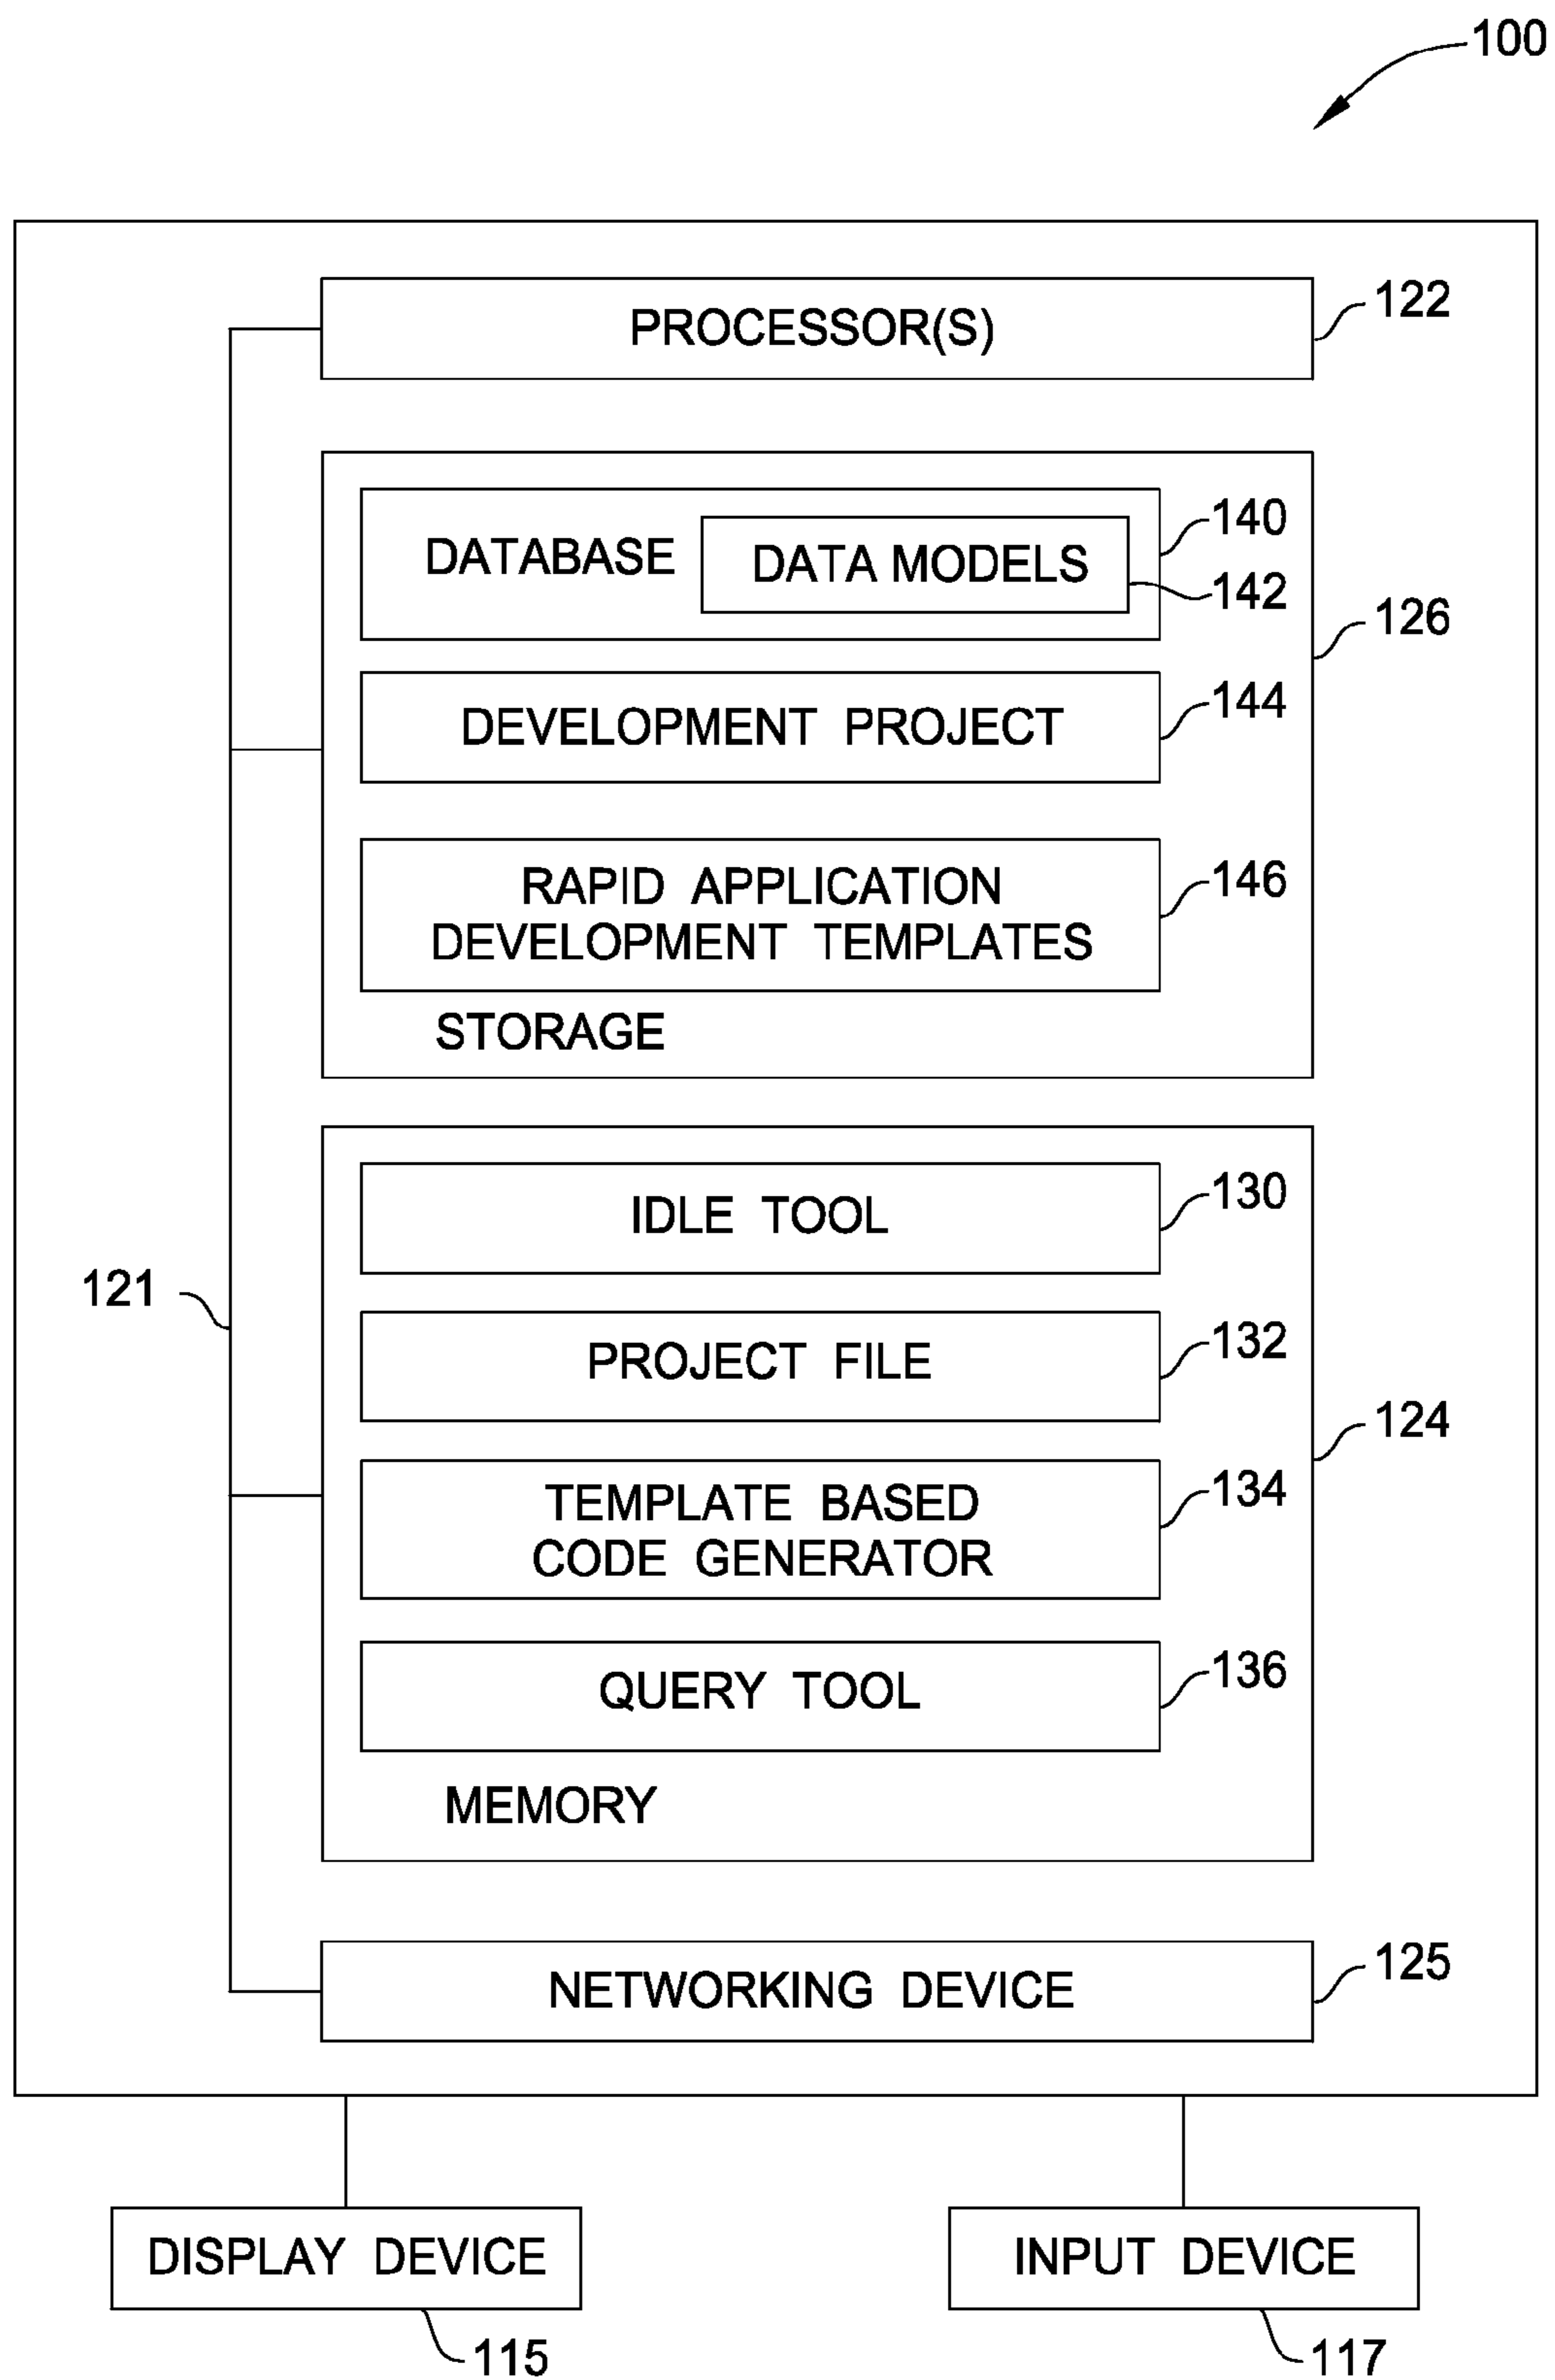 100
PROCESSOR(S)
122
DATABASE
DATA MODELS
140
142
126
DEVELOPMENT PROJECT
144
RAPID APPLICATION
DEVELOPMENT TEMPLATES
146
STORAGE
IDLE TOOL
130
121
PROJECT FILE
132
124
TEMPLATE BASED
CODE GENERATOR
134
QUERY TOOL
136
MEMORY
NETWORKING DEVICE
125
DISPLAY DEVICE
INPUT DEVICE
115
117